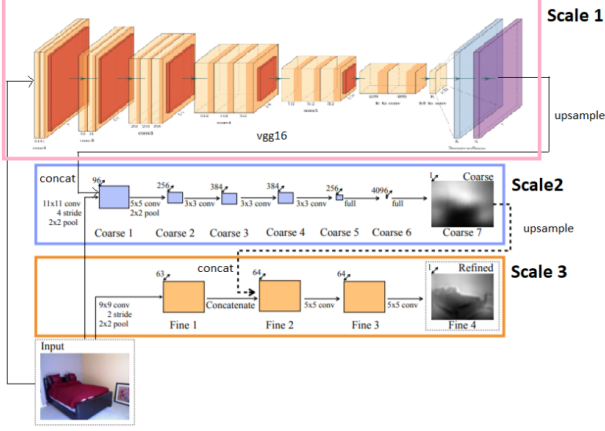 Scale 1
vgg16
upsample
concat
Scale2
96
256
384
384
256
4096
1
Coarse
11x11 conv
4 stride
2x2 pool
5x5 conv
2x2 pool
3x3 conv
3x3 conv
3x3 conv
full
full
Coarse 1
Coarse 2
Coarse 3
Coarse 4
Coarse 5
Coarse 6
Coarse 7
upsample
concat
Scale 3
63
64
64
1
Refined
9x9 conv
2 stride
2x2 pool
Concatenate
5x5 conv
5x5 conv
Fine 1
Fine 2
Fine 3
Fine 4
Input